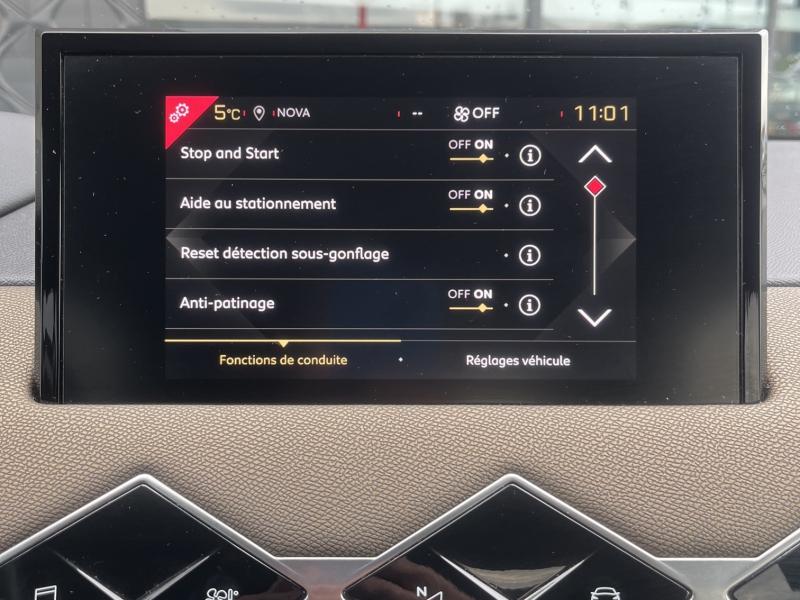 5°C NOVA -- OFF 11:01
Stop and Start OFF ON
Aide au stationnement OFF ON
Reset détection sous-gonflage
Anti-patinage OFF ON
Fonctions de conduite Réglages véhicule
N